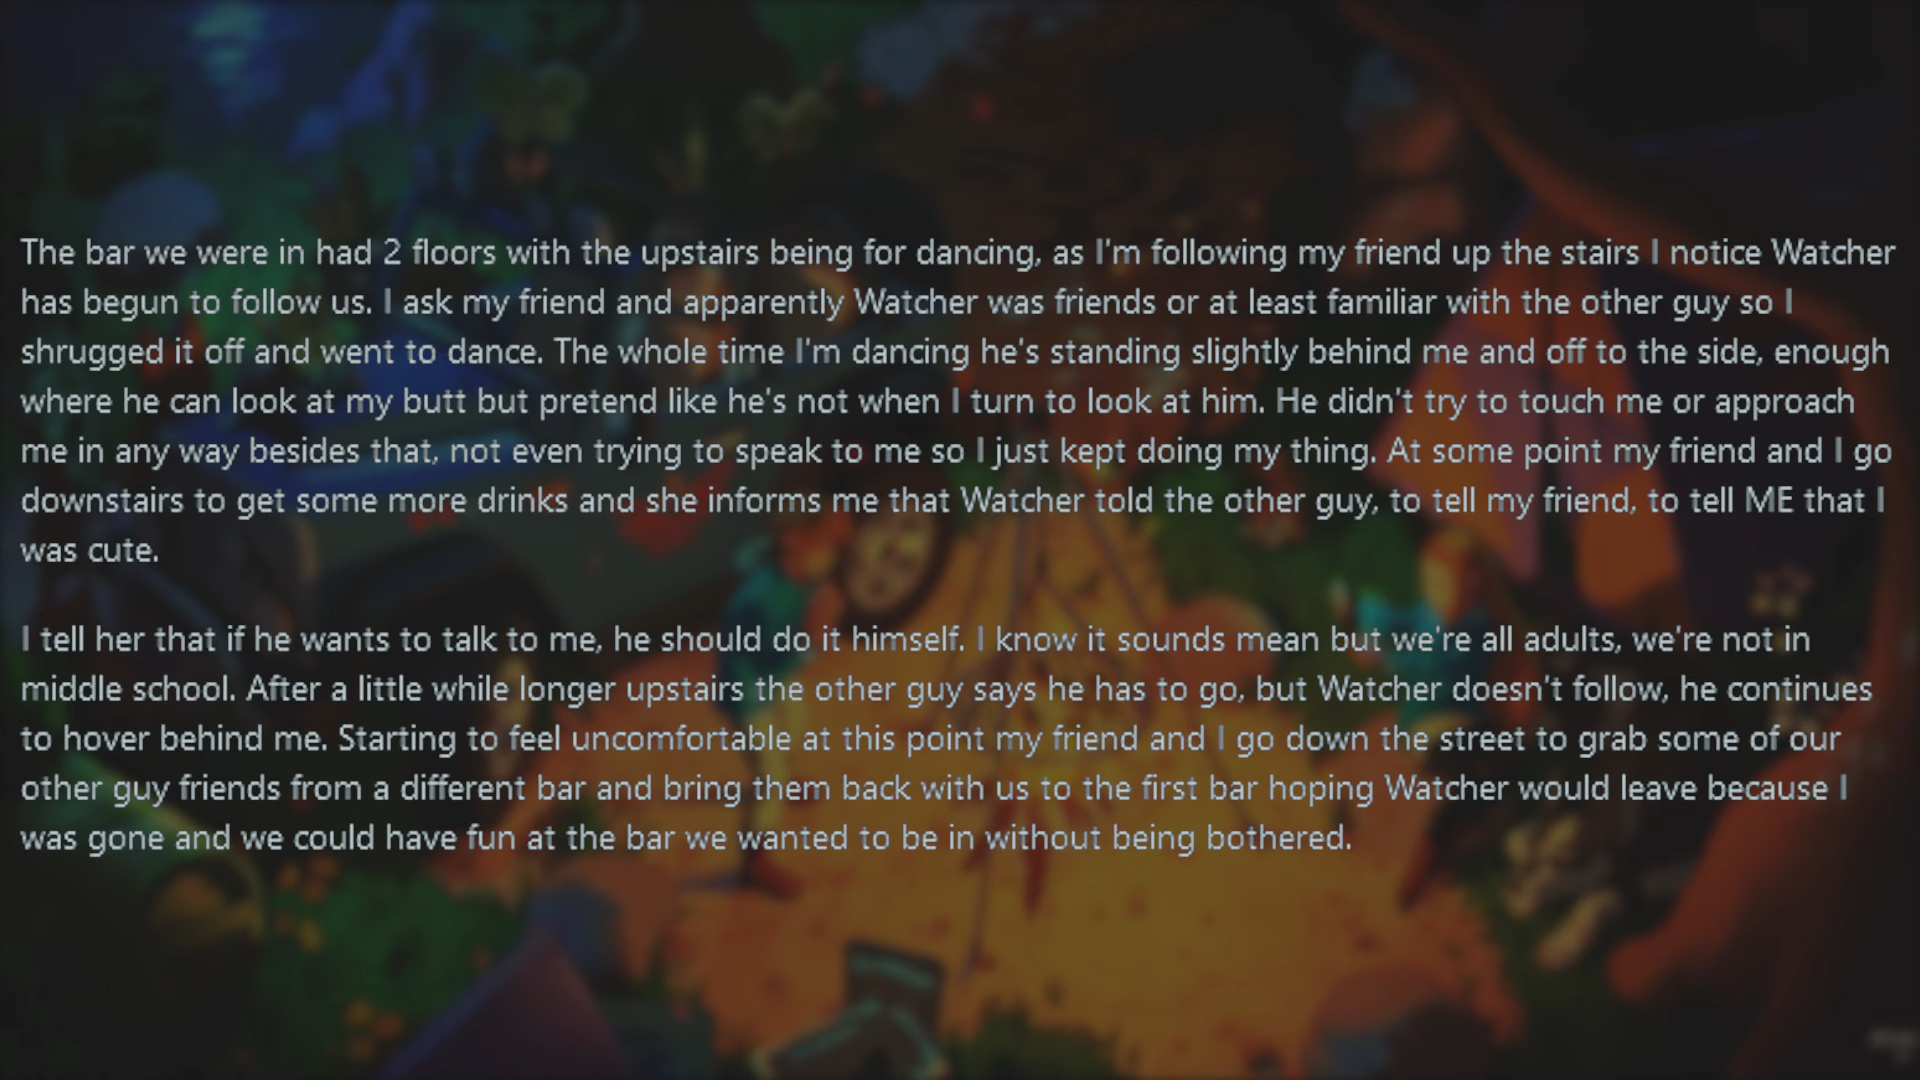 The bar we were in had 2 floors with the upstairs being for dancing, as I'm following my friend up the stairs I notice Watcher
has begun to follow us. I ask my friend and apparently Watcher was friends or at least familiar with the other guy so I
shrugged it off and went to dance. The whole time I'm dancing he's standing slightly behind me and off to the side, enough
where he can look at my butt but pretend like he's not when I turn to look at him. He didn't try to touch me or approach
me in any way besides that, not even trying to speak to me so I just kept doing my thing. At some point my friend and I go
downstairs to get some more drinks and she informs me that Watcher told the other guy, to tell my friend, to tell ME that I
was cute.
I tell her that if he wants to talk to me, he should do it himself. I know it sounds mean but we're all adults, we're not in
middle school. After a little while longer upstairs the other guy says he has to go, but Watcher doesn't follow, he continues
to hover behind me. Starting to feel uncomfortable at this point my friend and I go down the street to grab some of our
other guy friends from a different bar and bring them back with us to the first bar hoping Watcher would leave because I
was gone and we could have fun at the bar we wanted to be in without being bothered.